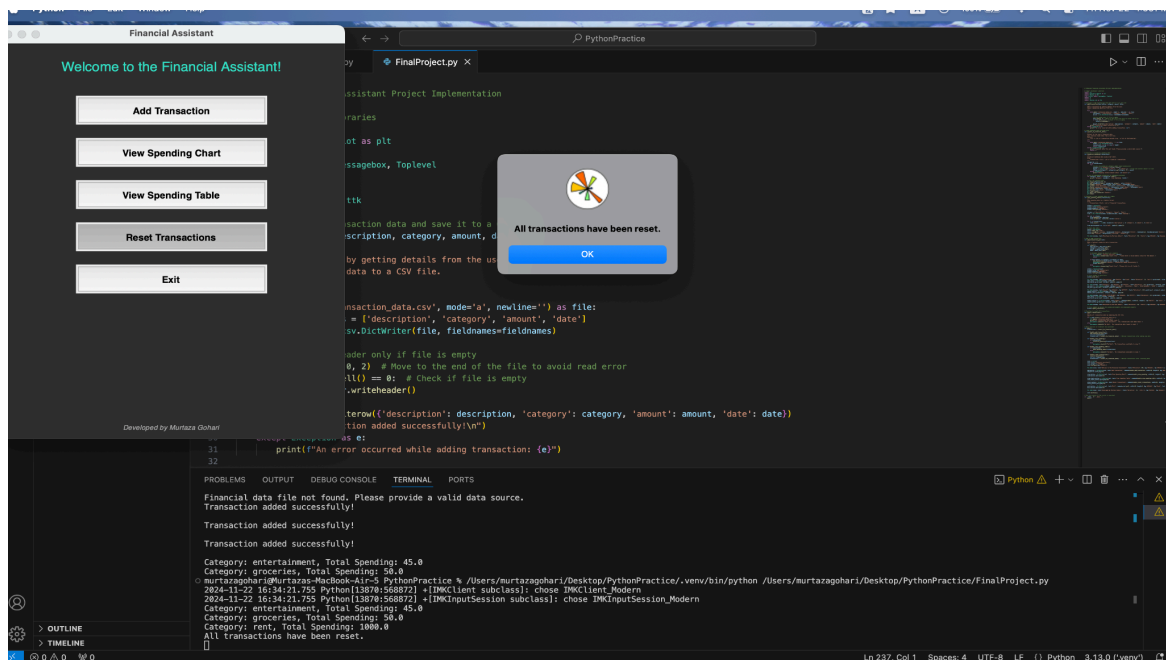 Financial Assistant
Welcome to the Financial Assistant!
Add Transaction
View Spending Chart
View Spending Table
Reset Transactions
Exit
Developed by Murtaza Gohari
PythonPractice
FinalProject.py
ssistant Project Implementation
raries
ot as plt
ssagebox, Toplevel
ttk
saction data and save it to a
scription, category, amount, d
by getting details from the us
data to a CSV file.
nsaction_data.csv', mode='a', newline='') as file:
= ['description', 'category', 'amount', 'date']
sv.DictWriter(file, fieldnames=fieldnames)
ader only if file is empty
0, 2)  # Move to the end of the file to avoid read error
ll() == 0:  # Check if file is empty
.writeheader()
terow({'description': description, 'category': category, 'amount': amount, 'date': date})
tion added successfully!\n")
as e:
31 print(f"An error occurred while adding transaction: {e}")
32
All transactions have been reset.
OK
PROBLEMS OUTPUT DEBUG CONSOLE TERMINAL PORTS
Python
Financial data file not found. Please provide a valid data source.
Transaction added successfully!
Transaction added successfully!
Transaction added successfully!
Category: entertainment, Total Spending: 45.0
Category: groceries, Total Spending: 50.0
murtazagohari@Murtazas-MacBook-Air-5 PythonPractice % /Users/murtazagohari/Desktop/PythonPractice/.venv/bin/python /Users/murtazagohari/Desktop/PythonPractice/FinalProject.py
2024-11-22 16:34:21.755 Python[13870:568872] +[IMKClient subclass]: chose IMKClient_Modern
2024-11-22 16:34:21.755 Python[13870:568872] +[IMKInputSession subclass]: chose IMKInputSession_Modern
Category: entertainment, Total Spending: 45.0
Category: groceries, Total Spending: 50.0
Category: rent, Total Spending: 1000.0
All transactions have been reset.
OUTLINE
TIMELINE
0 0 0
Ln 237, Col 1 Spaces: 4 UTF-8 LF {} Python 3.13.0 ('.venv')